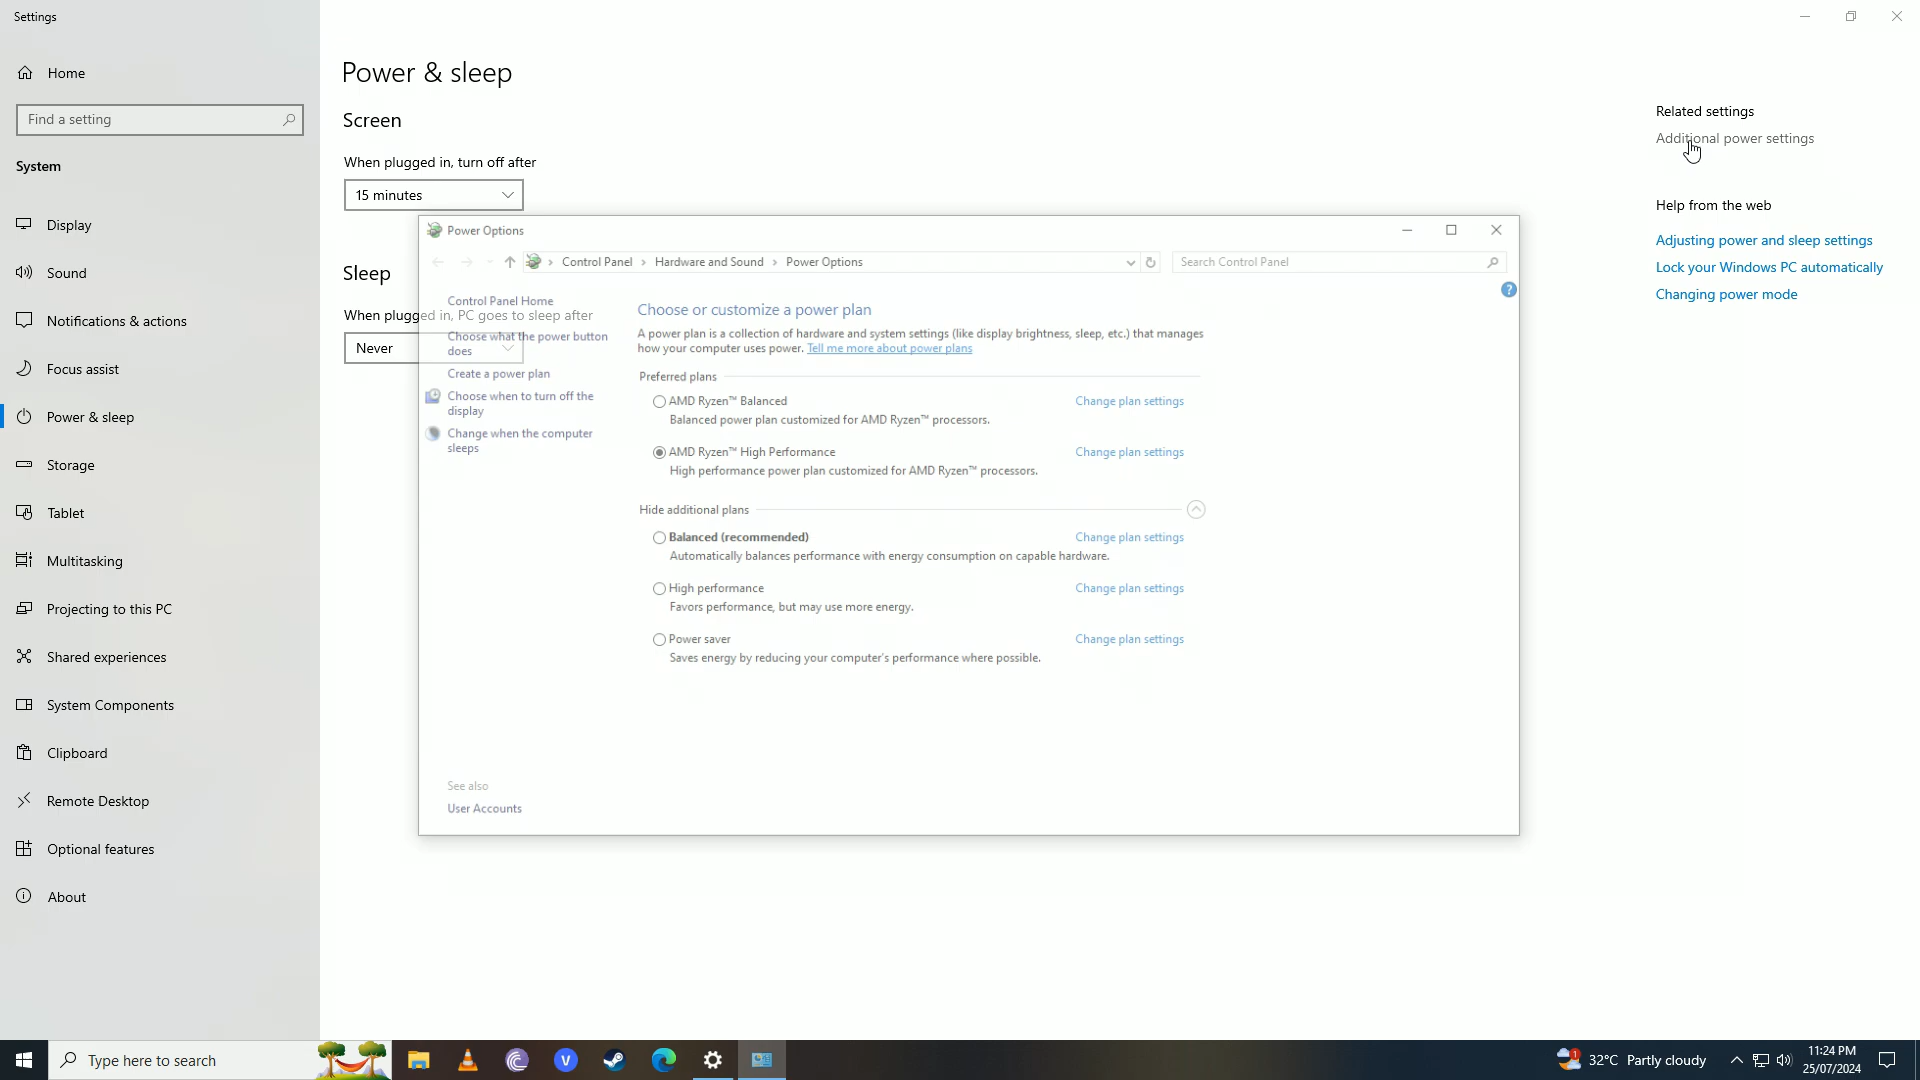 Settings
Home
Find a setting
System
Display
Sound
Notifications & actions
Focus assist
Power & sleep
Storage
Tablet
Multitasking
Projecting to this PC
Shared experiences
System Components
Clipboard
Remote Desktop
Optional features
About
Power & sleep
Screen
When plugged in, turn off after
15 minutes
Sleep
When plugged in, PC goes to sleep after
Never
Power Options
Control Panel
Hardware and Sound
Power Options
Search Control Panel
Control Panel Home
Choose what the power button
does
Create a power plan
Choose when to turn off the
display
Change when the computer
sleeps
See also
User Accounts
Choose or customize a power plan
A power plan is a collection of hardware and system settings (like display brightness, sleep, etc.) that manages
how your computer uses power. Tell me more about power plans
Preferred plans
AMD Ryzen™ Balanced
Change plan settings
Balanced power plan customized for AMD Ryzen™ processors.
AMD Ryzen™ High Performance
Change plan settings
High performance power plan customized for AMD Ryzen™ processors.
Hide additional plans
Balanced (recommended)
Change plan settings
Automatically balances performance with energy consumption on capable hardware.
High performance
Change plan settings
Favors performance, but may use more energy.
Power saver
Change plan settings
Saves energy by reducing your computer's performance where possible.
?
Related settings
Additional power settings
Help from the web
Adjusting power and sleep settings
Lock your Windows PC automatically
Changing power mode
Type here to search
V
1
32°C Partly cloudy
11:24 PM
25/07/2024